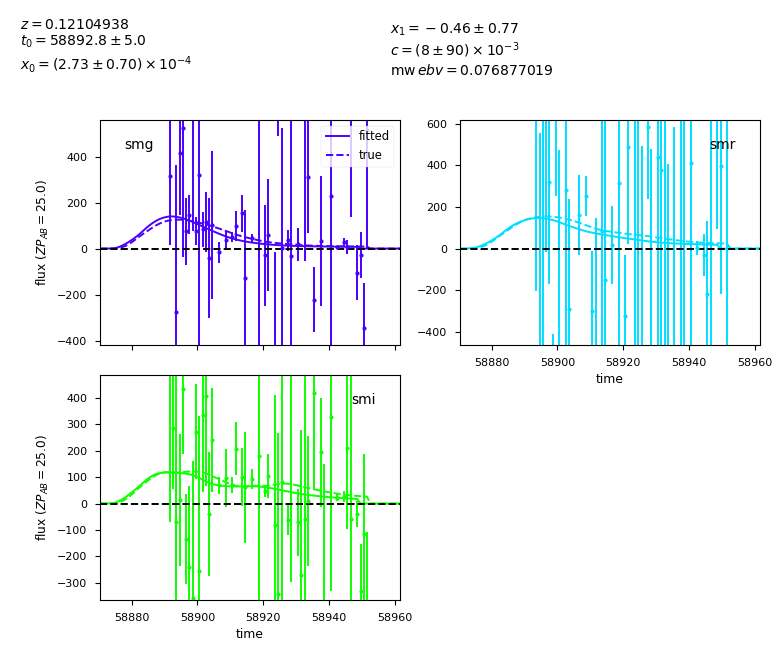 z = 0.12104938
t₀ = 58892.8 ± 5.0
x₀ = (2.73 ± 0.70) × 10⁻⁴
x₁ = −0.46 ± 0.77
c = (8 ± 90) × 10⁻³
mw ebv = 0.076877019
smg
fitted
true
400
200
0
−200
−400
flux (ZP_AB = 25.0)
smr
600
400
200
0
−200
−400
58880 58900 58920 58940 58960
time
smi
400
300
200
100
0
−100
−200
−300
flux (ZP_AB = 25.0)
58880 58900 58920 58940 58960
time